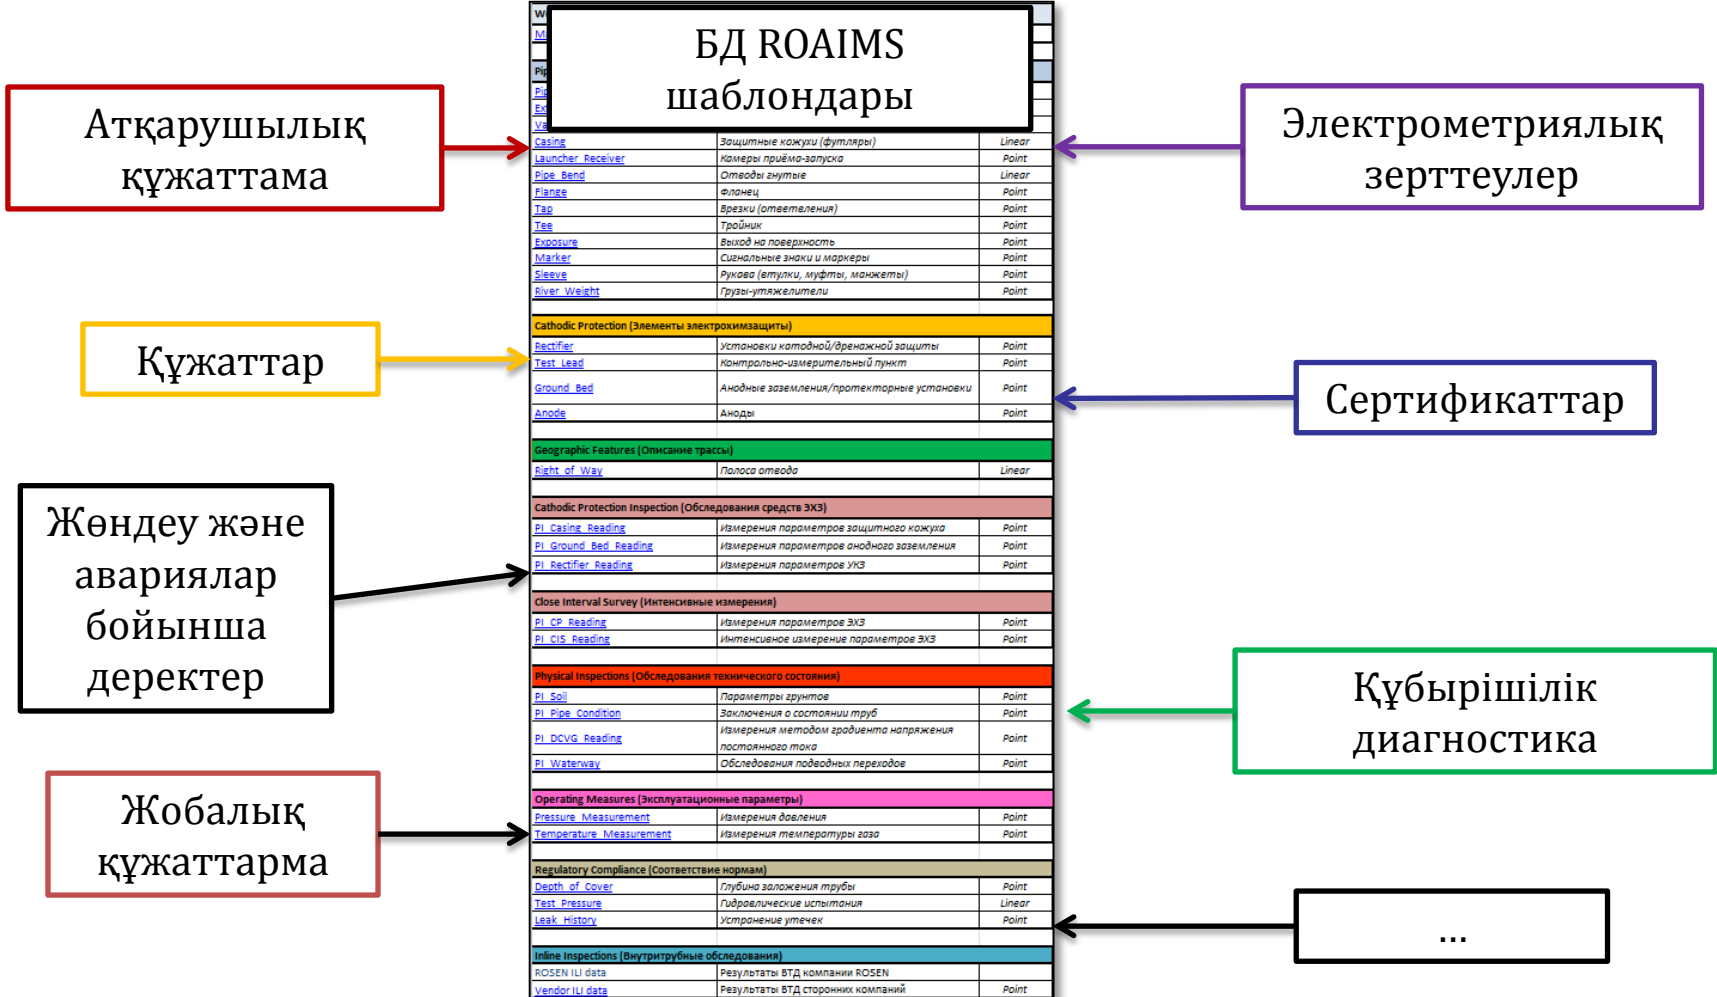 БД ROAIMS
шаблондары
Атқарушылық
құжаттама
Құжаттар
Жөндеу және
авариялар
бойынша
деректер
Жобалық
құжаттарма
Casing Защитные кожухи (футляры) Linear
Launcher_Receiver Камеры приёма-запуска Point
Pipe_Bend Отводы гнутые Linear
Flange Фланец Point
Tap Врезки (ответвления) Point
Tee Тройник Point
Exposure Выход на поверхность Point
Marker Сигнальные знаки и маркеры Point
Sleeve Рукава (втулки, муфты, манжеты) Point
River_Weight Грузы-утяжелители Point
Cathodic Protection (Элементы электрохимзащиты)
Rectifier Установки катодной/дренажной защиты Point
Test_Lead Контрольно-измерительный пункт Point
Ground_Bed Анодные заземления/протекторные установки Point
Anode Аноды Point
Geographic Features (Описание трассы)
Right_of_Way Полоса отвода Linear
Cathodic Protection Inspection (Обследования средств ЭХЗ)
PI_Casing_Reading Измерения параметров защитного кожуха Point
PI_Ground_Bed_Reading Измерения параметров анодного заземления Point
PI_Rectifier_Reading Измерения параметров УКЗ Point
Close Interval Survey (Интенсивные измерения)
PI_CP_Reading Измерения параметров ЭХЗ Point
PI_CIS_Reading Интенсивное измерение параметров ЭХЗ Point
Physical Inspections (Обследования технического состояния)
PI_Soil Параметры грунтов Point
PI_Pipe_Condition Заключения о состоянии труб Point
PI_DCVG_Reading Измерения методом градиента напряжения
постоянного тока Point
PI_Waterway Обследования подводных переходов Point
Operating Measures (Эксплуатационные параметры)
Pressure_Measurement Измерения давления Point
Temperature_Measurement Измерения температуры газа Point
Regulatory Compliance (Соответствие нормам)
Depth_of_Cover Глубина заложения трубы Point
Test_Pressure Гидравлические испытания Linear
Leak_History Устранение утечек Point
Inline Inspections (Внутритрубные обследования)
ROSEN ILI data Результаты ВТД компании ROSEN
Vendor ILI data Результаты ВТД сторонних компаний Point
Электрометриялық
зерттеулер
Сертификаттар
Құбырішілік
диагностика
...